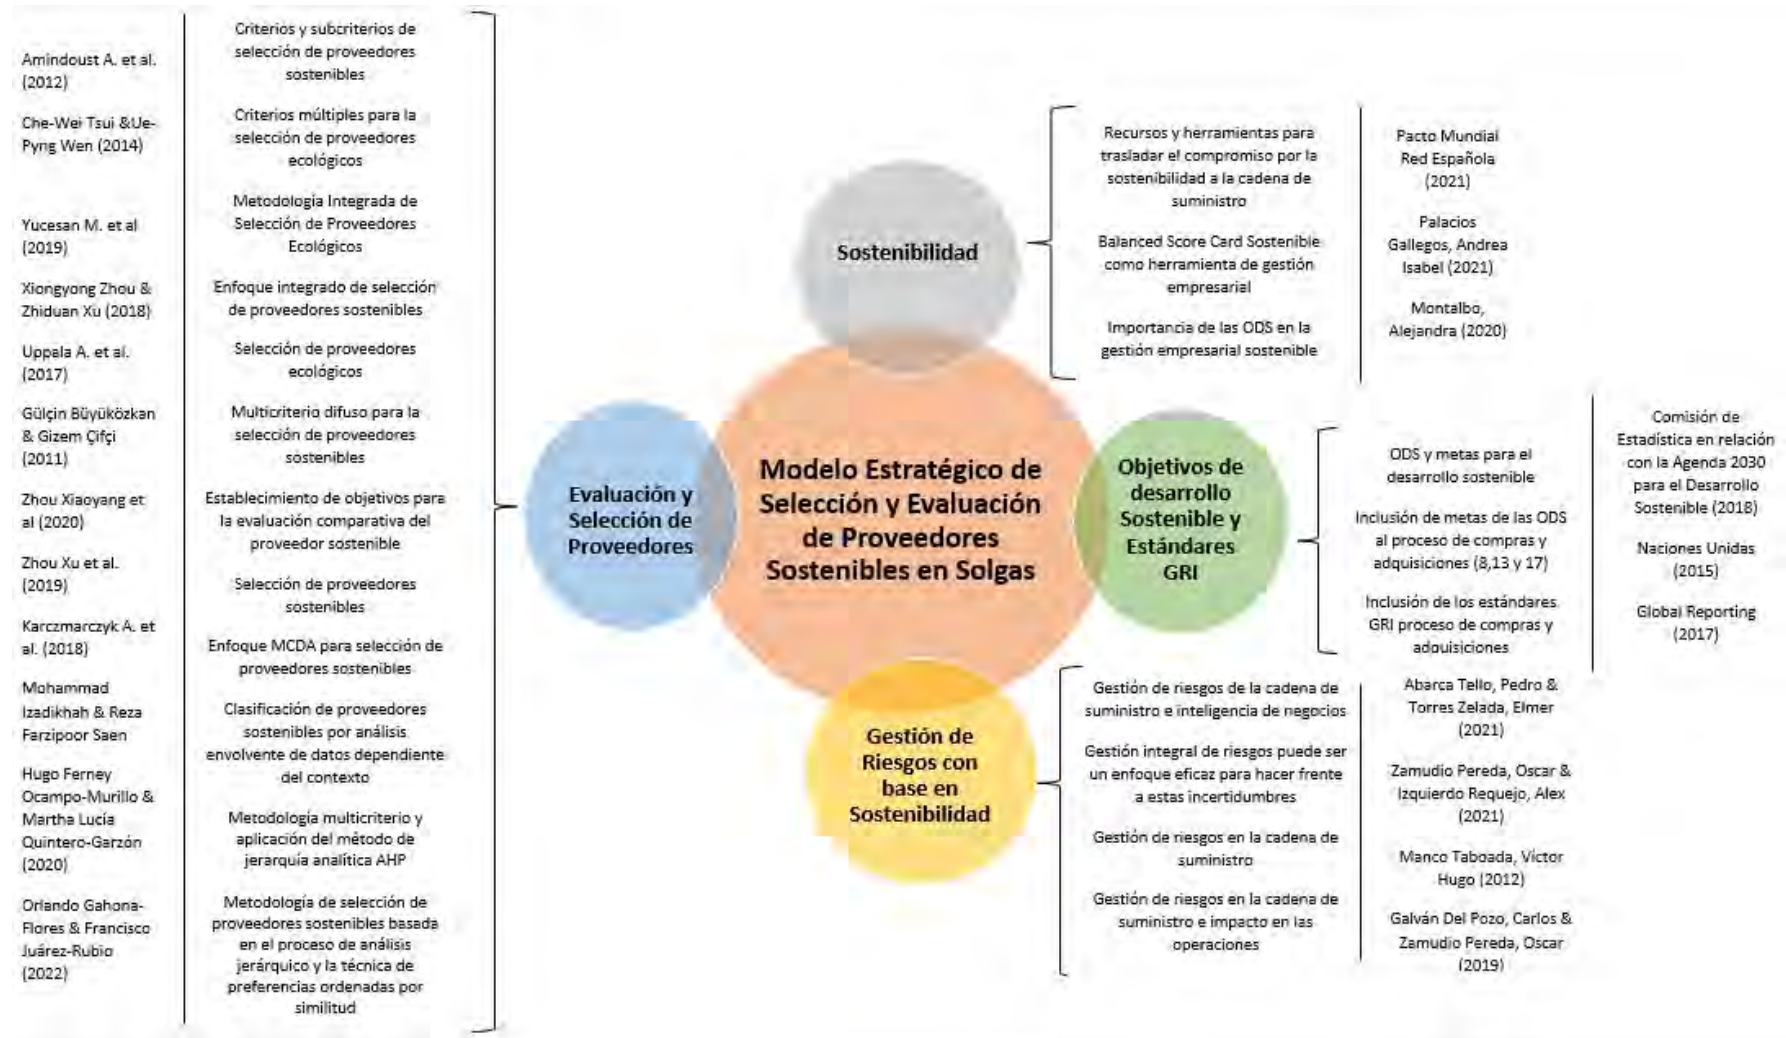 Amindoust A. et al.
(2012)
Che-Wei Tsui &Ue-
Pyng Wen (2014)
Yucesan M. et al
(2019)
Xiongyong Zhou &
Zhiduan Xu (2018)
Uppala A. et al.
(2017)
Gülçin Büyüközkan
& Gizem Çifçi
(2011)
Zhou Xiaoyang et
al (2020)
Zhou Xu et al.
(2019)
Karczmarczyk A. et
al. (2018)
Mohammad
Izadikhah & Reza
Farzipoor Saen
Hugo Ferney
Ocampo-Murillo &
Martha Lucía
Quintero-Garzón
(2020)
Orlando Gahona-
Flores & Francisco
Juárez-Rubio
(2022)
Criterios y subcriterios de
selección de proveedores
sostenibles
Criterios múltiples para la
selección de proveedores
ecológicos
Metodología Integrada de
Selección de Proveedores
Ecológicos
Enfoque integrado de selección
de proveedores sostenibles
Selección de proveedores
ecológicos
Multicriterio difuso para la
selección de proveedores
sostenibles
Establecimiento de objetivos para
la evaluación comparativa del
proveedor sostenible
Selección de proveedores
sostenibles
Enfoque MCDA para selección de
proveedores sostenibles
Clasificación de proveedores
sostenibles por análisis
envolvente de datos dependiente
del contexto
Metodología multicriterio y
aplicación del método de
jerarquía analítica AHP
Metodología de selección de
proveedores sostenibles basada
en el proceso de análisis
jerárquico y la técnica de
preferencias ordenadas por
similitud
Evaluación y
Selección de
Proveedores
Sostenibilidad
Modelo Estratégico de
Selección y Evaluación
de Proveedores
Sostenibles en Solgas
Objetivos de
desarrollo
Sostenible y
Estándares
GRI
Gestión de
Riesgos con
base en
Sostenibilidad
Recursos y herramientas para
trasladar el compromiso por la
sostenibilidad a la cadena de
suministro
Balanced Score Card Sostenible
como herramienta de gestión
empresarial
Importancia de las ODS en la
gestión empresarial sostenible
Pacto Mundial
Red Española
(2021)
Palacios
Gallegos, Andrea
Isabel (2021)
Montalbo,
Alejandra (2020)
ODS y metas para el
desarrollo sostenible
Inclusión de metas de las ODS
al proceso de compras y
adquisiciones (8,13 y 17)
Inclusión de los estándares
GRI proceso de compras y
adquisiciones
Comisión de
Estadística en relación
con la Agenda 2030
para el Desarrollo
Sostenible (2018)
Naciones Unidas
(2015)
Global Reporting
(2017)
Gestión de riesgos de la cadena de
suministro e inteligencia de negocios
Gestión integral de riesgos puede ser
un enfoque eficaz para hacer frente
a estas incertidumbres
Gestión de riesgos en la cadena de
suministro
Gestión de riesgos en la cadena de
suministro e impacto en las
operaciones
Abarca Tello, Pedro &
Torres Zelada, Elmer
(2021)
Zamudio Pereda, Oscar &
Izquierdo Requejo, Alex
(2021)
Manco Taboada, Victor
Hugo (2012)
Galván Del Pozo, Carlos &
Zamudio Pereda, Oscar
(2019)